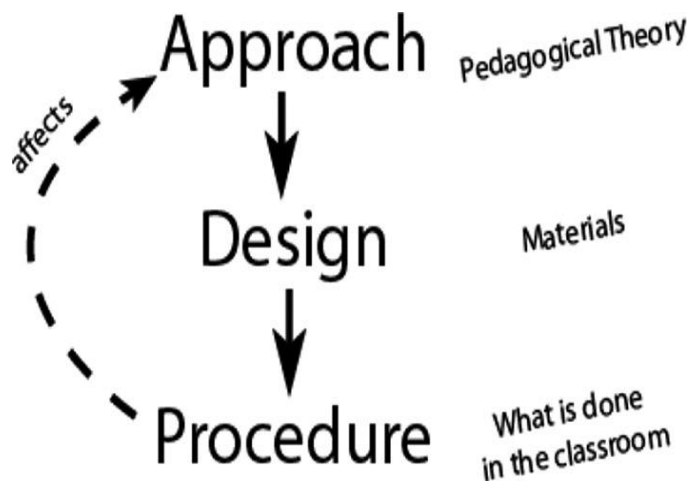 Approach
Pedagogical Theory
affects
Design
Materials
Procedure
What is done
in the classroom